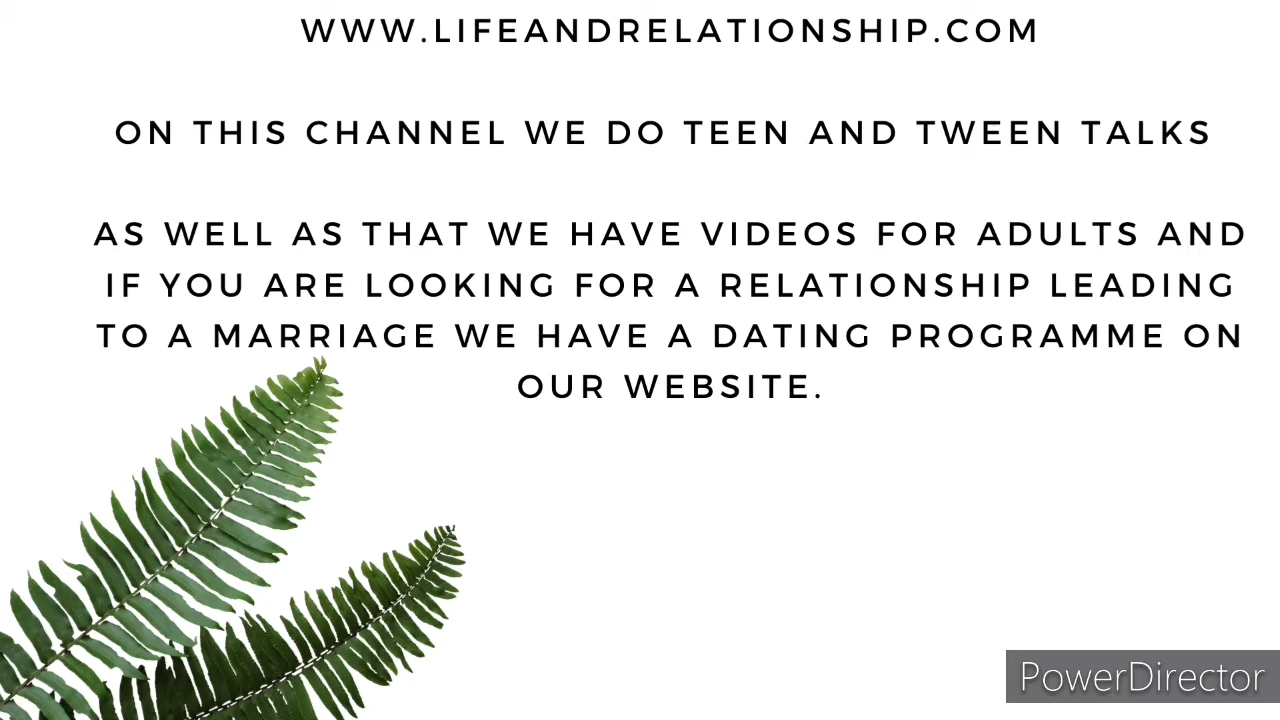 WWW.LIFEANDRELATIONSHIP.COM
ON THIS CHANNEL WE DO TEEN AND TWEEN TALKS
AS WELL AS THAT WE HAVE VIDEOS FOR ADULTS AND
IF YOU ARE LOOKING FOR A RELATIONSHIP LEADING
TO A MARRIAGE WE HAVE A DATING PROGRAMME ON
OUR WEBSITE.
PowerDirector